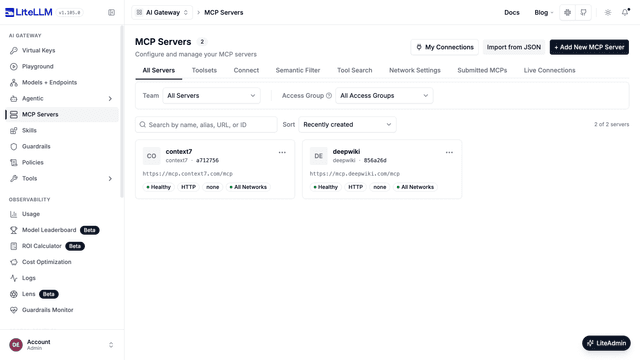 LiteLLM v1.105.0
AI Gateway > MCP Servers
Docs
Blog
AI GATEWAY
Virtual Keys
Playground
Models + Endpoints
Agentic
MCP Servers
Skills
Guardrails
Policies
Tools
OBSERVABILITY
Usage
Model Leaderboard Beta
ROI Calculator Beta
Cost Optimization
Logs
Lens Beta
Guardrails Monitor
OE
Account
Admin
MCP Servers 2
Configure and manage your MCP servers
My Connections
Import from JSON
+ Add New MCP Server
All Servers
Toolsets
Connect
Semantic Filter
Tool Search
Network Settings
Submitted MCPs
Live Connections
Team All Servers
Access Group All Access Groups
Search by name, alias, URL, or ID
Sort Recently created
2 of 2 servers
CO
context7
context7 · a712756
https://mcp.context7.com/mcp
Healthy HTTP none All Networks
DE
deepwiki
deepwiki · 856a26d
https://mcp.deepwiki.com/mcp
Healthy HTTP none All Networks
LiteAdmin